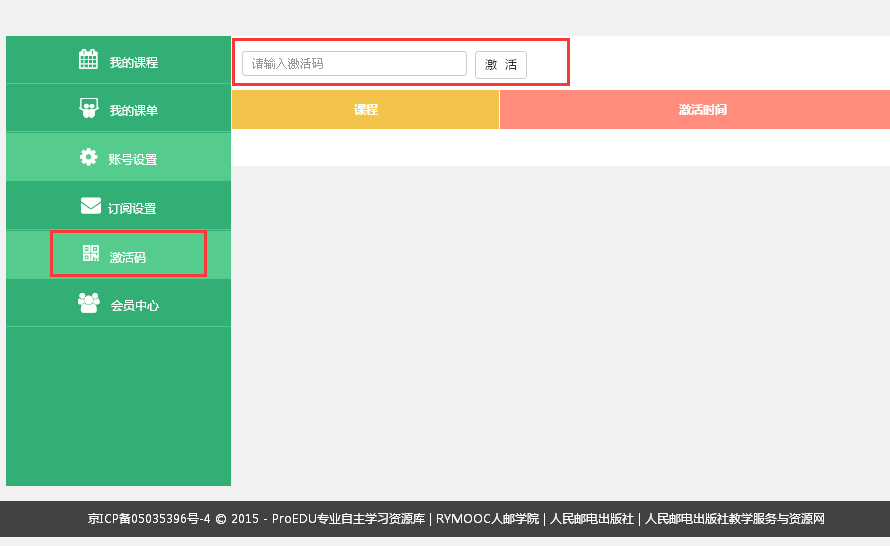 我的课程
我的课单
账号设置
订阅设置
激活码
会员中心
请输入激活码
激 活
课程
激活时间
京ICP备05035396号-4 © 2015 - ProEDU专业自主学习资源库 | RYMOOC人邮学院 | 人民邮电出版社 | 人民邮电出版社教学服务与资源网